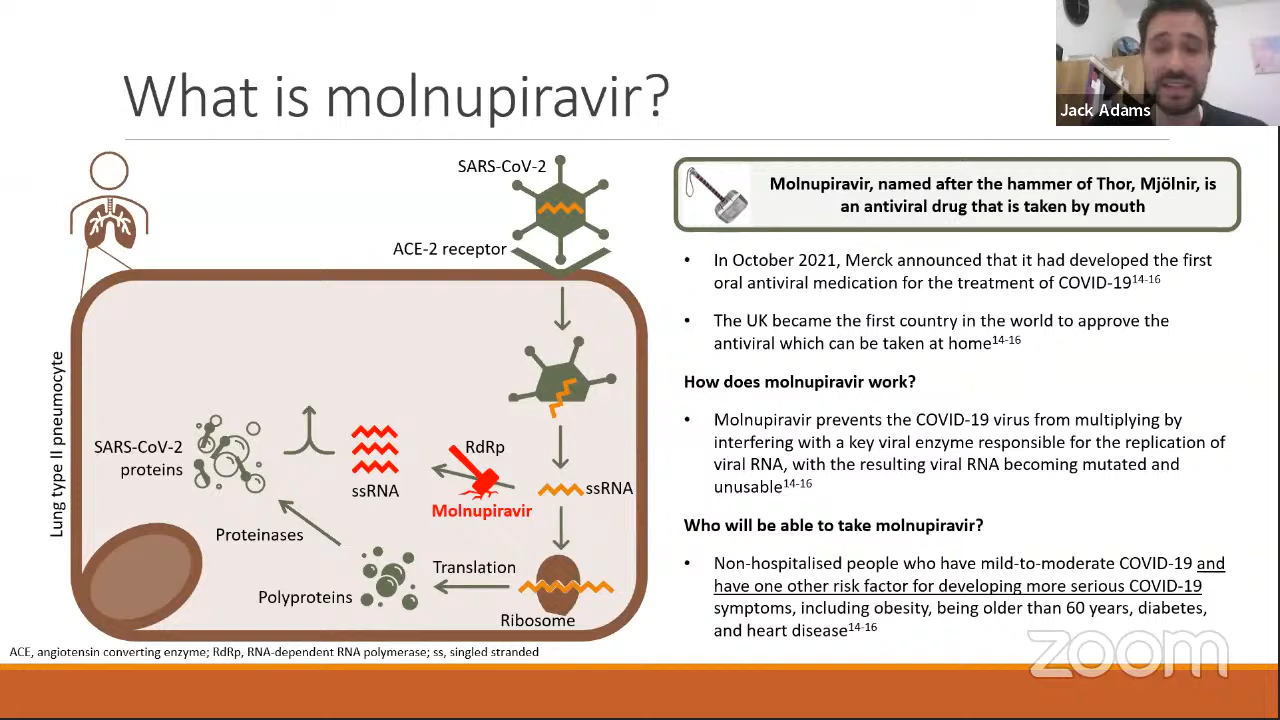 What is molnupiravir?
Jack Adams
SARS-CoV-2
ACE-2 receptor
Lung type II pneumocyte
SARS-CoV-2
proteins
ssRNA
RdRp
Molnupiravir
ssRNA
Proteinases
Translation
Polyproteins
Ribosome
ACE, angiotensin converting enzyme; RdRp, RNA-dependent RNA polymerase; ss, singled stranded
Molnupiravir, named after the hammer of Thor, Mjölnir, is
an antiviral drug that is taken by mouth
• In October 2021, Merck announced that it had developed the first
oral antiviral medication for the treatment of COVID-1914-16
• The UK became the first country in the world to approve the
antiviral which can be taken at home14-16
How does molnupiravir work?
• Molnupiravir prevents the COVID-19 virus from multiplying by
interfering with a key viral enzyme responsible for the replication of
viral RNA, with the resulting viral RNA becoming mutated and
unusable14-16
Who will be able to take molnupiravir?
• Non-hospitalised people who have mild-to-moderate COVID-19 and
have one other risk factor for developing more serious COVID-19
symptoms, including obesity, being older than 60 years, diabetes,
and heart disease14-16
zoom